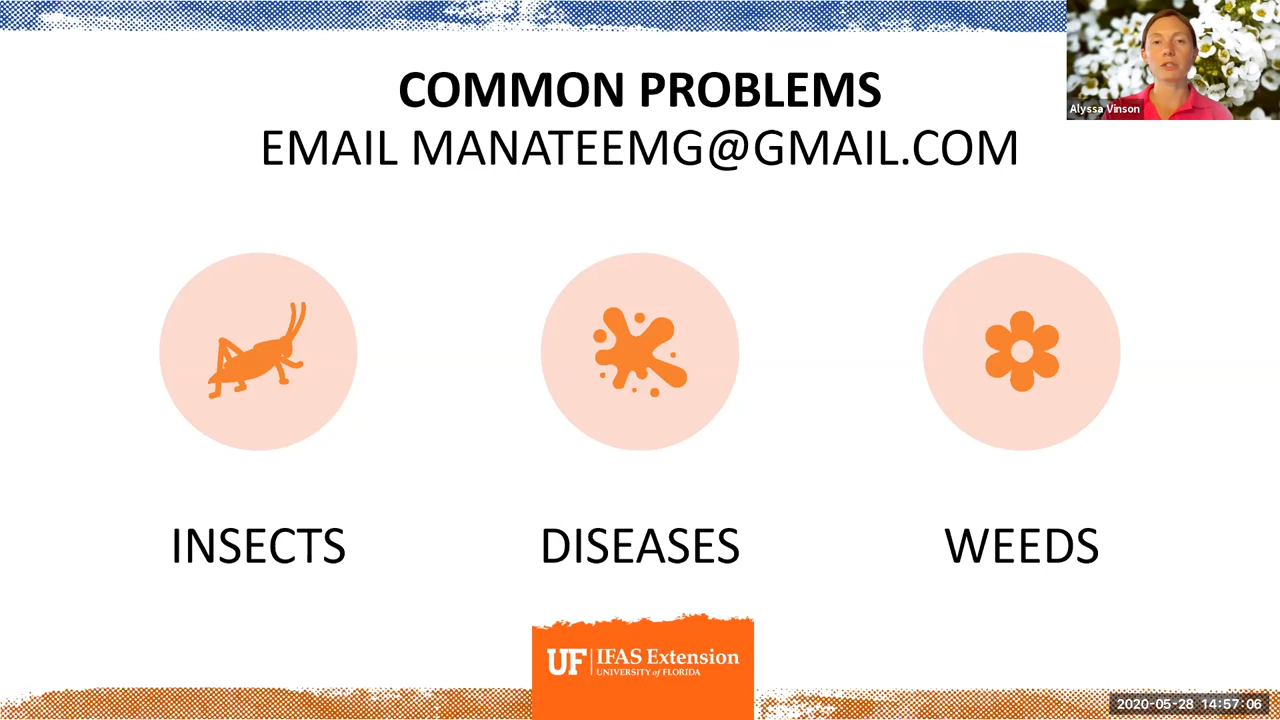 COMMON PROBLEMS
EMAIL MANATEEMG@GMAIL.COM
Alyssa Vinson
INSECTS
DISEASES
WEEDS
UF IFAS Extension
UNIVERSITY of FLORIDA
2020-05-28 14:57:06